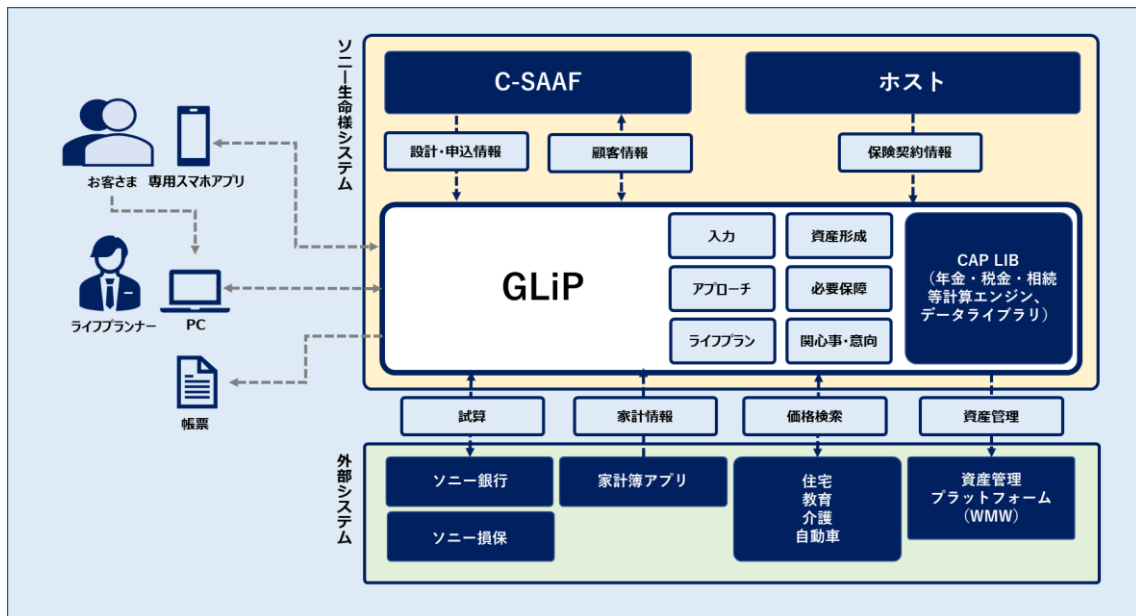 ソニー生命様システム
C-SAAF
ホスト
設計・申込情報
顧客情報
保険契約情報
お客さま
専用スマホアプリ
ライフプランナー
PC
帳票
GLiP
入力
資産形成
アプローチ
必要保障
ライフプラン
関心事・意向
CAP LIB
（年金・税金・相続
等計算エンジン、
データライブラリ）
試算
家計情報
価格検索
資産管理
外部システム
ソニー銀行
ソニー損保
家計簿アプリ
住宅
教育
介護
自動車
資産管理
プラットフォーム
（WMW）